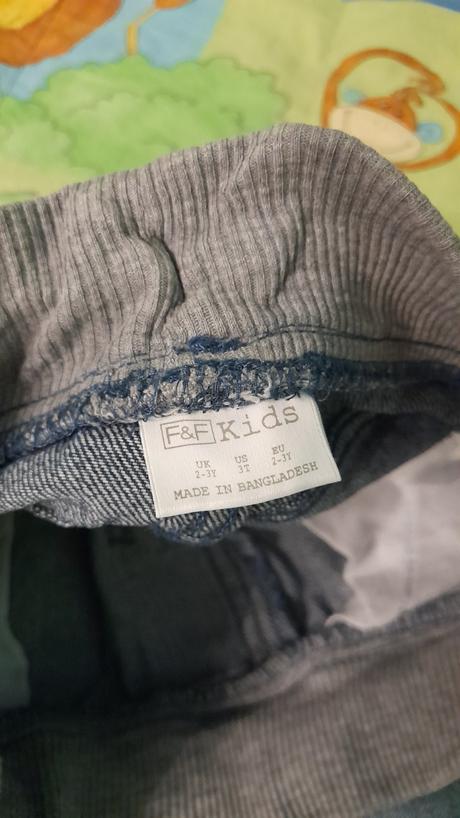 F&F Kids
UK US EU
2-3Y 3T 2-3Y
MADE IN BANGLADESH